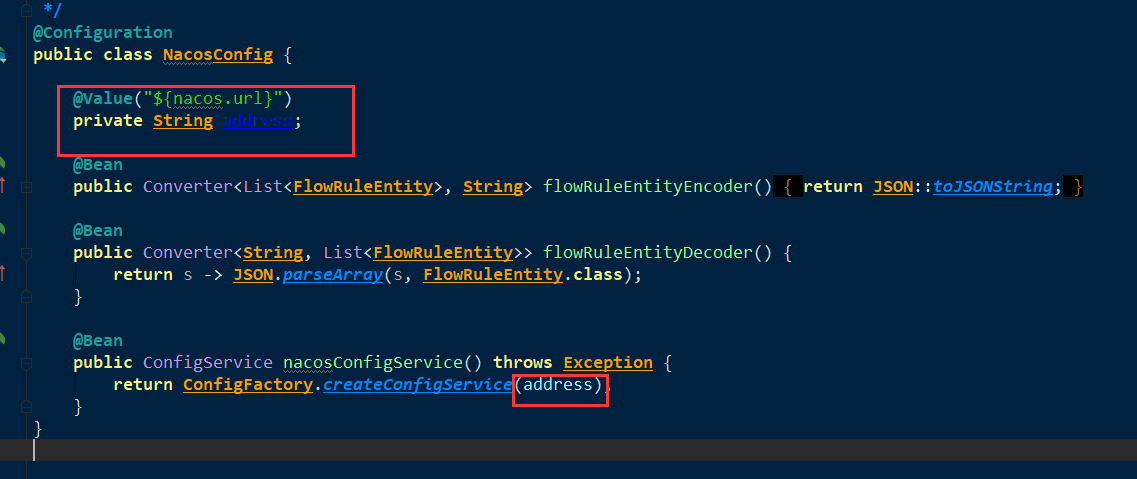 */
@Configuration
public class NacosConfig {
@Value("${nacos.url}")
private String address;
@Bean
public Converter<List<FlowRuleEntity>, String> flowRuleEntityEncoder() { return JSON::toJSONString; }
@Bean
public Converter<String, List<FlowRuleEntity>> flowRuleEntityDecoder() {
return s -> JSON.parseArray(s, FlowRuleEntity.class);
}
@Bean
public ConfigService nacosConfigService() throws Exception {
return ConfigFactory.createConfigService(address);
}
}